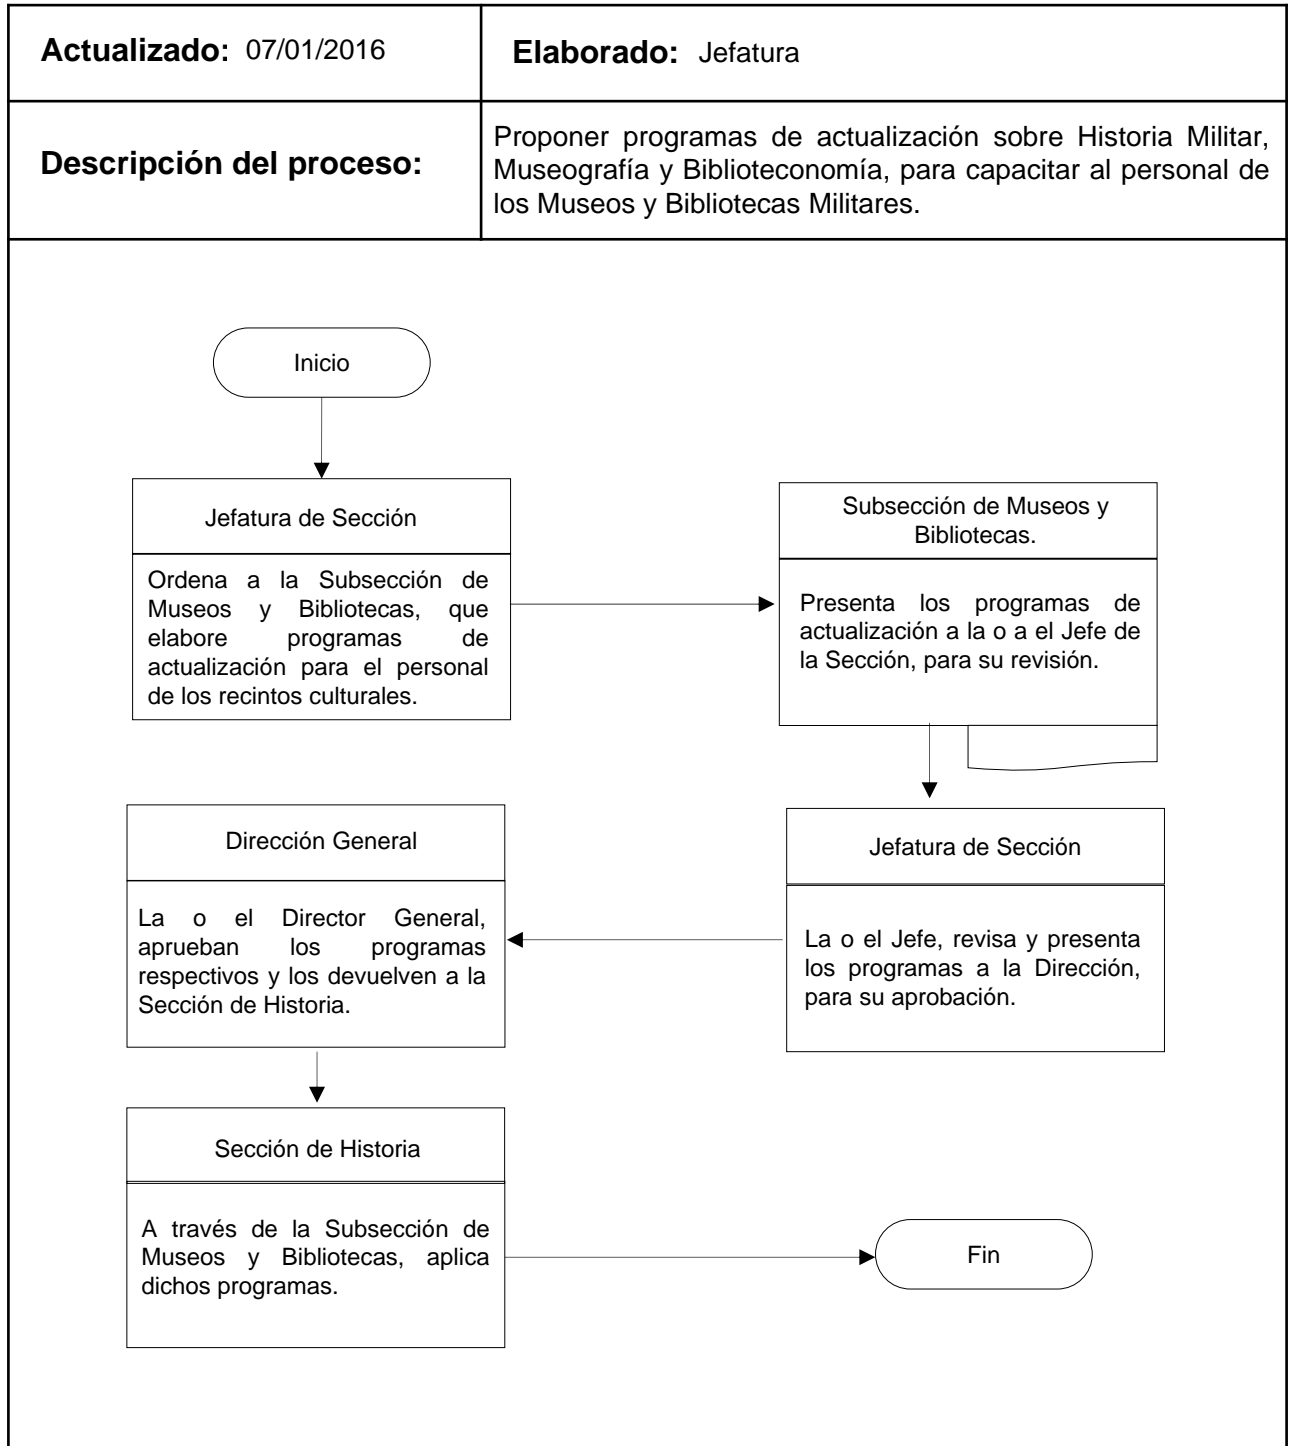 Actualizado: 07/01/2016
Elaborado: Jefatura
Descripción del proceso:
Proponer programas de actualización sobre Historia Militar,
Museografía y Biblioteconomía, para capacitar al personal de
los Museos y Bibliotecas Militares.
Inicio
Jefatura de Sección
Ordena a la Subsección de
Museos y Bibliotecas, que
elabore programas de
actualización para el personal
de los recintos culturales.
Subsección de Museos y
Bibliotecas.
Presenta los programas de
actualización a la o a el Jefe de
la Sección, para su revisión.
Jefatura de Sección
La o el Jefe, revisa y presenta
los programas a la Dirección,
para su aprobación.
Dirección General
La o el Director General,
aprueban los programas
respectivos y los devuelven a la
Sección de Historia.
Sección de Historia
A través de la Subsección de
Museos y Bibliotecas, aplica
dichos programas.
Fin